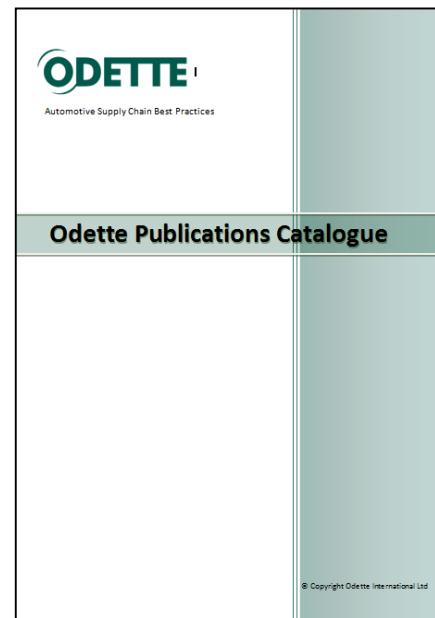 ODETTE I
Automotive Supply Chain Best Practices
Odette Publications Catalogue
© Copyright Odette International Ltd